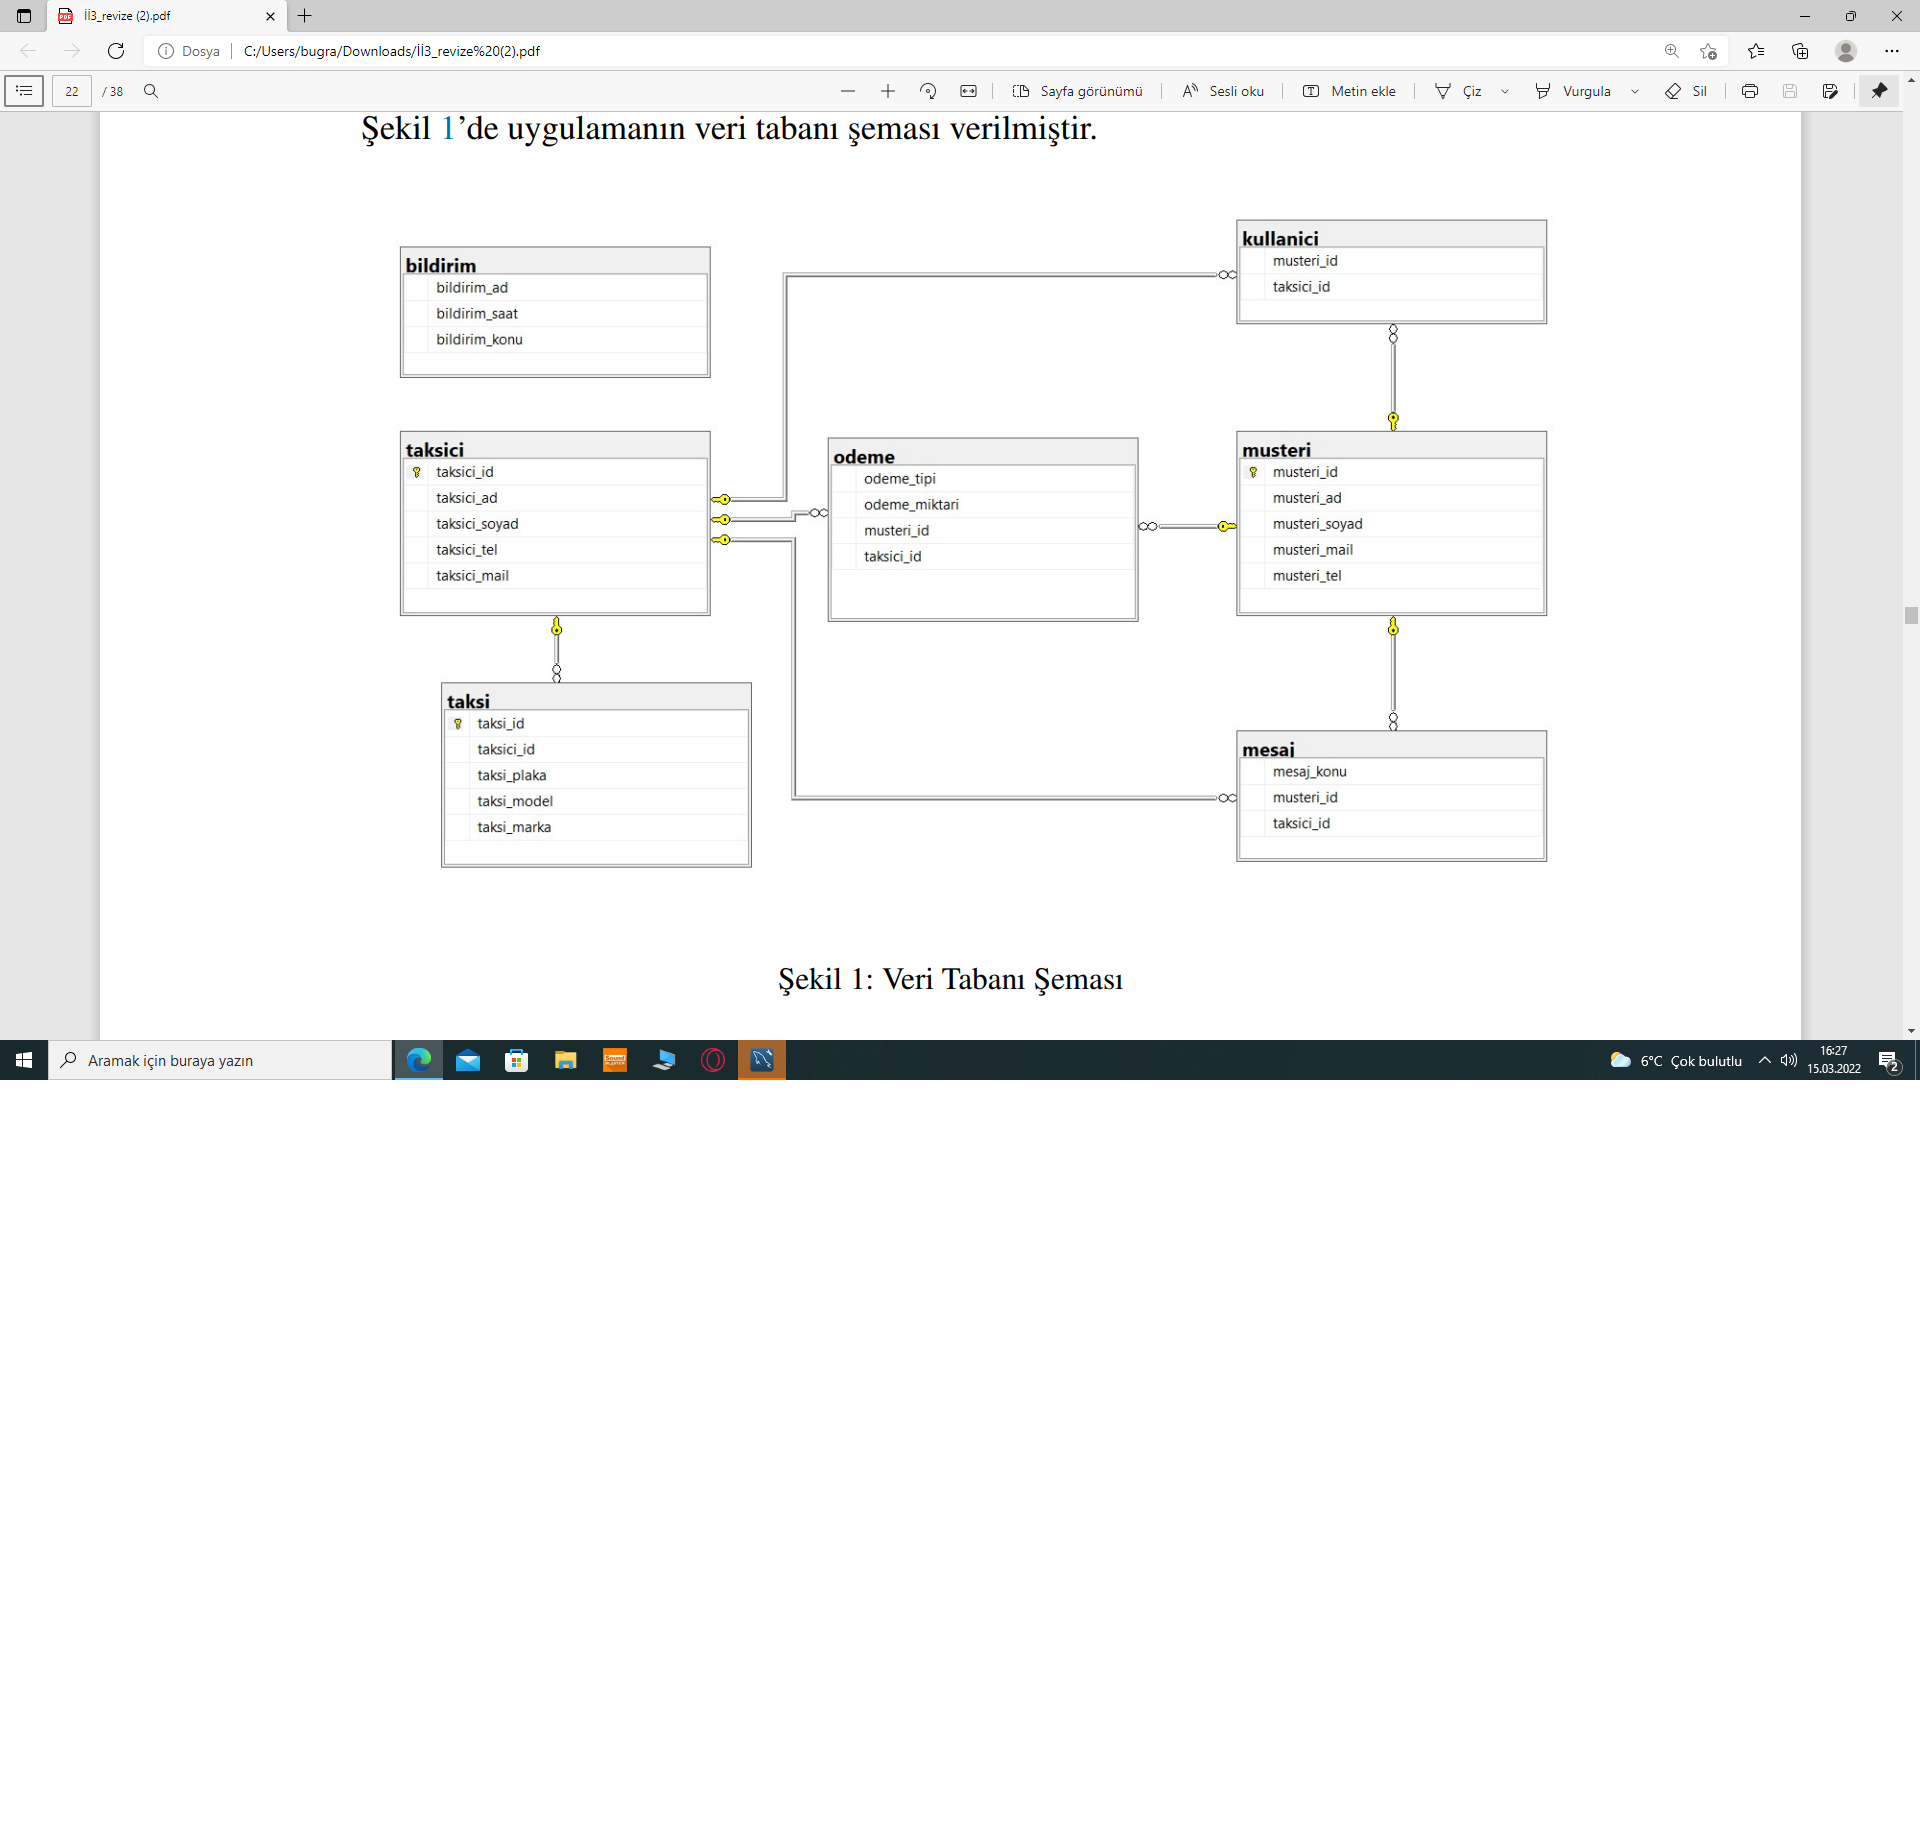 İİ3_revize (2).pdf
Dosya
C:/Users/bugra/Downloads/İİ3_revize%20(2).pdf
22 / 38
Sayfa görünümü
Sesli oku
Metin ekle
Çiz
Vurgula
Sil
Şekil 1’de uygulamanın veri tabanı şeması verilmiştir.
bildirim
bildirim_ad
bildirim_saat
bildirim_konu
kullanici
musteri_id
taksici_id
taksici
taksici_id
taksici_ad
taksici_soyad
taksici_tel
taksici_mail
odeme
odeme_tipi
odeme_miktari
musteri_id
taksici_id
musteri
musteri_id
musteri_ad
musteri_soyad
musteri_mail
musteri_tel
taksi
taksi_id
taksici_id
taksi_plaka
taksi_model
taksi_marka
mesaj
mesaj_konu
musteri_id
taksici_id
Şekil 1: Veri Tabanı Şeması
Aramak için buraya yazın
6°C Çok bulutlu
16:27
15.03.2022
2